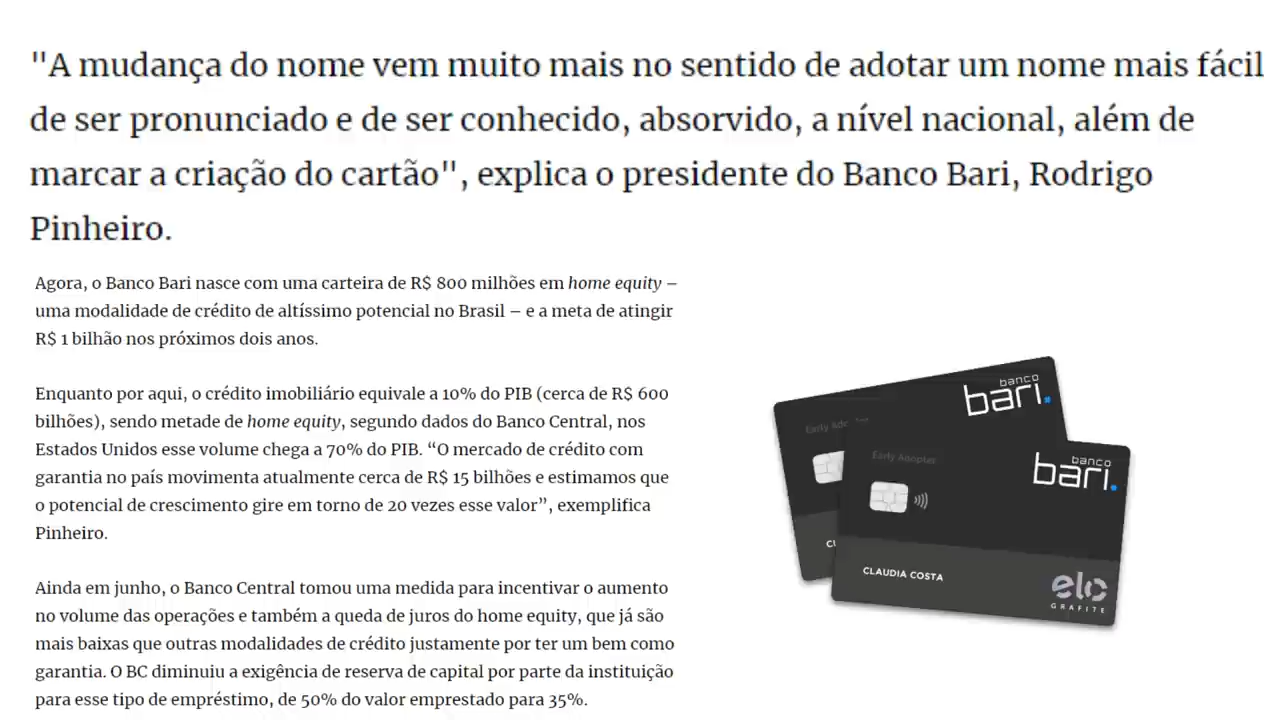 "A mudança do nome vem muito mais no sentido de adotar um nome mais fácil
de ser pronunciado e de ser conhecido, absorvido, a nível nacional, além de
marcar a criação do cartão", explica o presidente do Banco Bari, Rodrigo
Pinheiro.
Agora, o Banco Bari nasce com uma carteira de R$ 800 milhões em home equity –
uma modalidade de crédito de altíssimo potencial no Brasil – e a meta de atingir
R$ 1 bilhão nos próximos dois anos.
Enquanto por aqui, o crédito imobiliário equivale a 10% do PIB (cerca de R$ 600
bilhões), sendo metade de home equity, segundo dados do Banco Central, nos
Estados Unidos esse volume chega a 70% do PIB. “O mercado de crédito com
garantia no país movimenta atualmente cerca de R$ 15 bilhões e estimamos que
o potencial de crescimento gire em torno de 20 vezes esse valor”, exemplifica
Pinheiro.
Ainda em junho, o Banco Central tomou uma medida para incentivar o aumento
no volume das operações e também a queda de juros do home equity, que já são
mais baixas que outras modalidades de crédito justamente por ter um bem como
garantia. O BC diminuiu a exigência de reserva de capital por parte da instituição
para esse tipo de empréstimo, de 50% do valor emprestado para 35%.
banco
bari.
Early
banco
bari.
Early Adopter
CLAUDIA COSTA
elo
GRAFITE